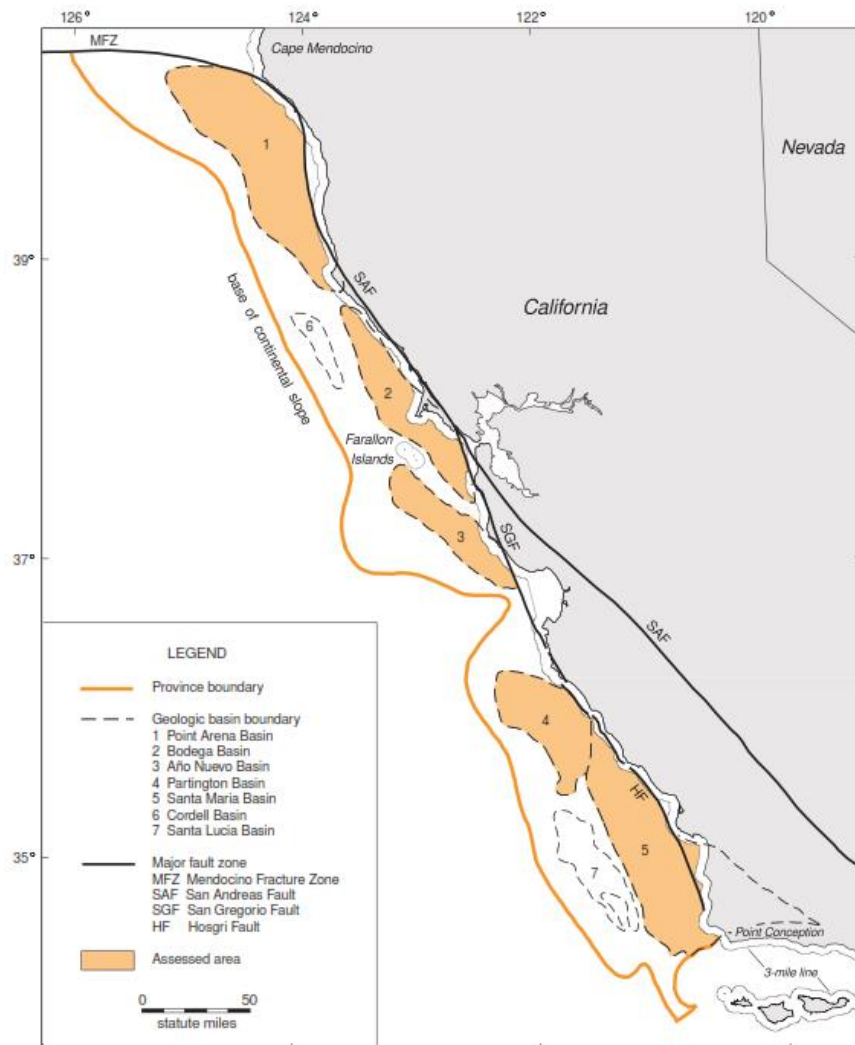 126°
124°
122°
120°
MFZ
Cape Mendocino
1
Nevada
39°
SAF
base of continental slope
California
6
2
Farallon
Islands
3
37°
SGF
SAF
LEGEND
Province boundary
Geologic basin boundary
1 Point Arena Basin
2 Bodega Basin
3 Año Nuevo Basin
4 Partington Basin
5 Santa Maria Basin
6 Cordell Basin
7 Santa Lucia Basin
Major fault zone
MFZ Mendocino Fracture Zone
SAF San Andreas Fault
SGF San Gregorio Fault
HF Hosgri Fault
Assessed area
0 50
statute miles
4
HF
35°
5
7
Point Conception
3-mile line